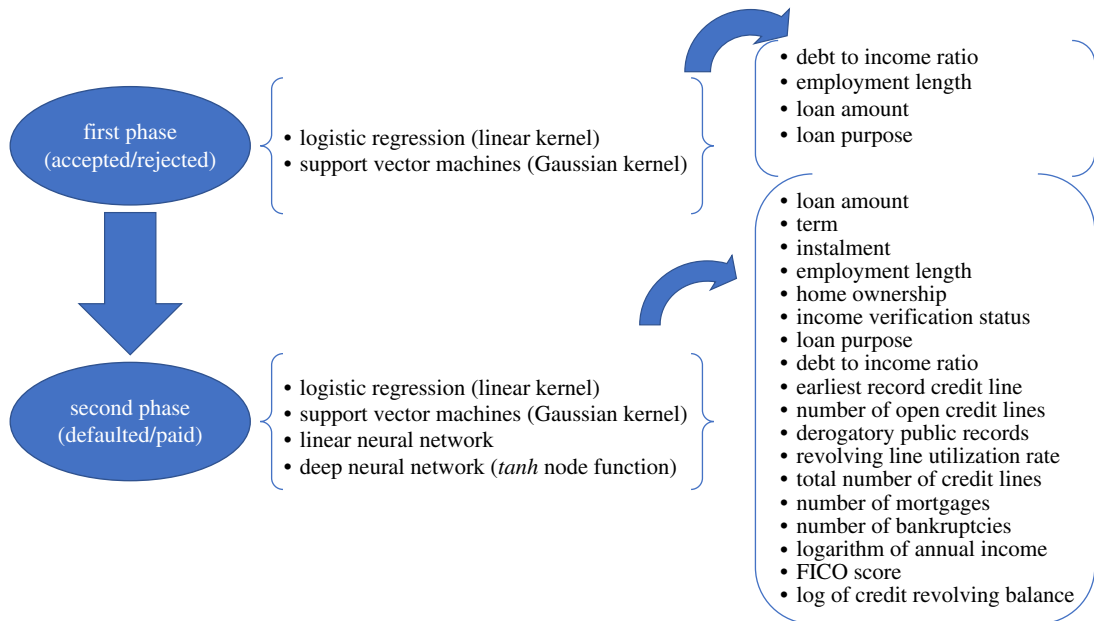 first phase
(accepted/rejected)
• logistic regression (linear kernel)
• support vector machines (Gaussian kernel)
• debt to income ratio
• employment length
• loan amount
• loan purpose
second phase
(defaulted/paid)
• logistic regression (linear kernel)
• support vector machines (Gaussian kernel)
• linear neural network
• deep neural network (tanh node function)
• loan amount
• term
• instalment
• employment length
• home ownership
• income verification status
• loan purpose
• debt to income ratio
• earliest record credit line
• number of open credit lines
• derogatory public records
• revolving line utilization rate
• total number of credit lines
• number of mortgages
• number of bankruptcies
• logarithm of annual income
• FICO score
• log of credit revolving balance